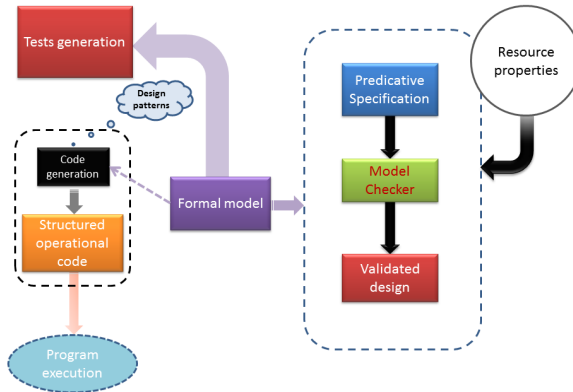 Tests generation
Design
patterns
Code
generation
Structured
operational
code
Program
execution
Formal model
Predicative
Specification
Model
Checker
Validated
design
Resource
properties